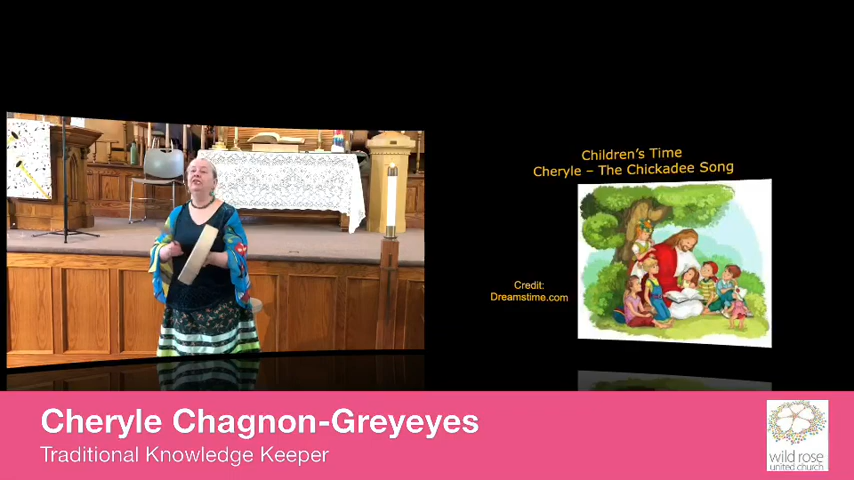 Children's Time
Cheryle – The Chickadee Song
Credit:
Dreamstime.com
Cheryle Chagnon-Greyeyes
Traditional Knowledge Keeper
wild rose
united church